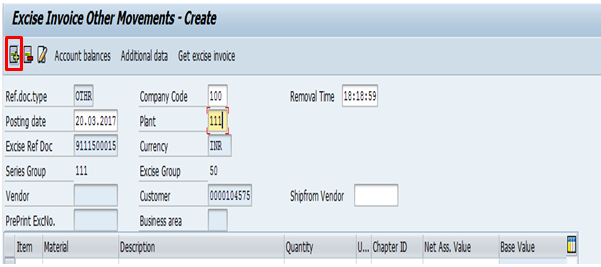 Excise Invoice Other Movements - Create
Account balances Additional data Get excise invoice
Ref.doc.type OTHR Company Code 100 Removal Time 18:18:59
Posting date 20.03.2017 Plant 111
Excise Ref Doc 9111500015 Currency INR
Series Group 111 Excise Group 50
Vendor Customer 0000104575 Shipfrom Vendor
PrePrint ExcNo. Business area
Item Material Description Quantity U... Chapter ID Net Ass. Value Base Value